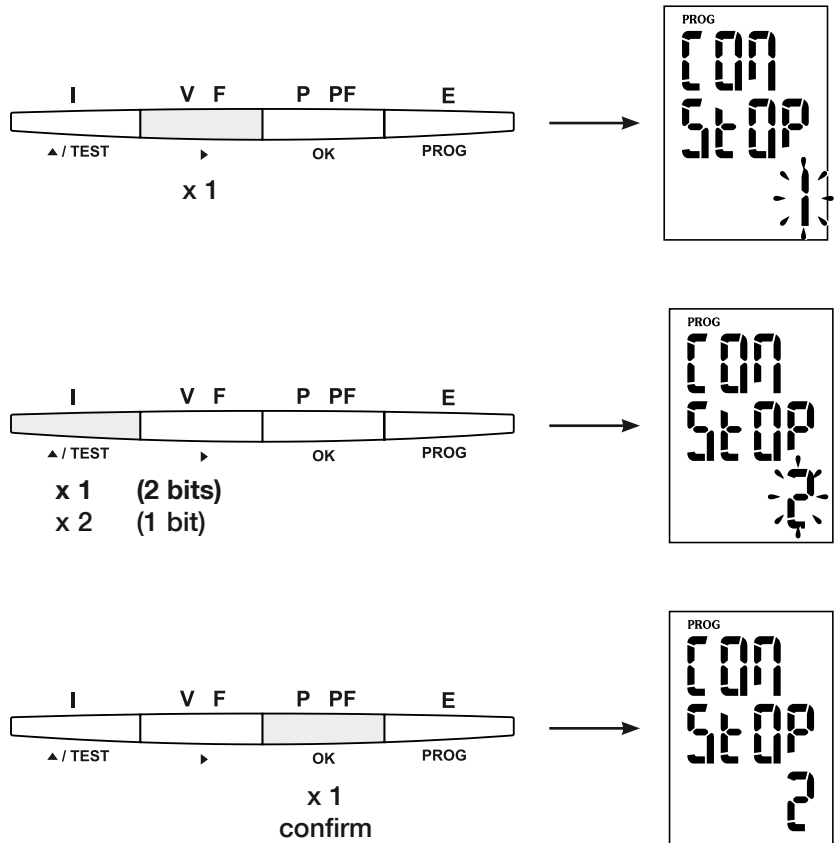 I V F P PF E
▲ / TEST ► OK PROG
x 1
PROG
COM
StOP
1
I V F P PF E
▲ / TEST ► OK PROG
x 1 (2 bits)
x 2 (1 bit)
PROG
COM
StOP
2
I V F P PF E
▲ / TEST ► OK PROG
x 1
confirm
PROG
COM
StOP
2